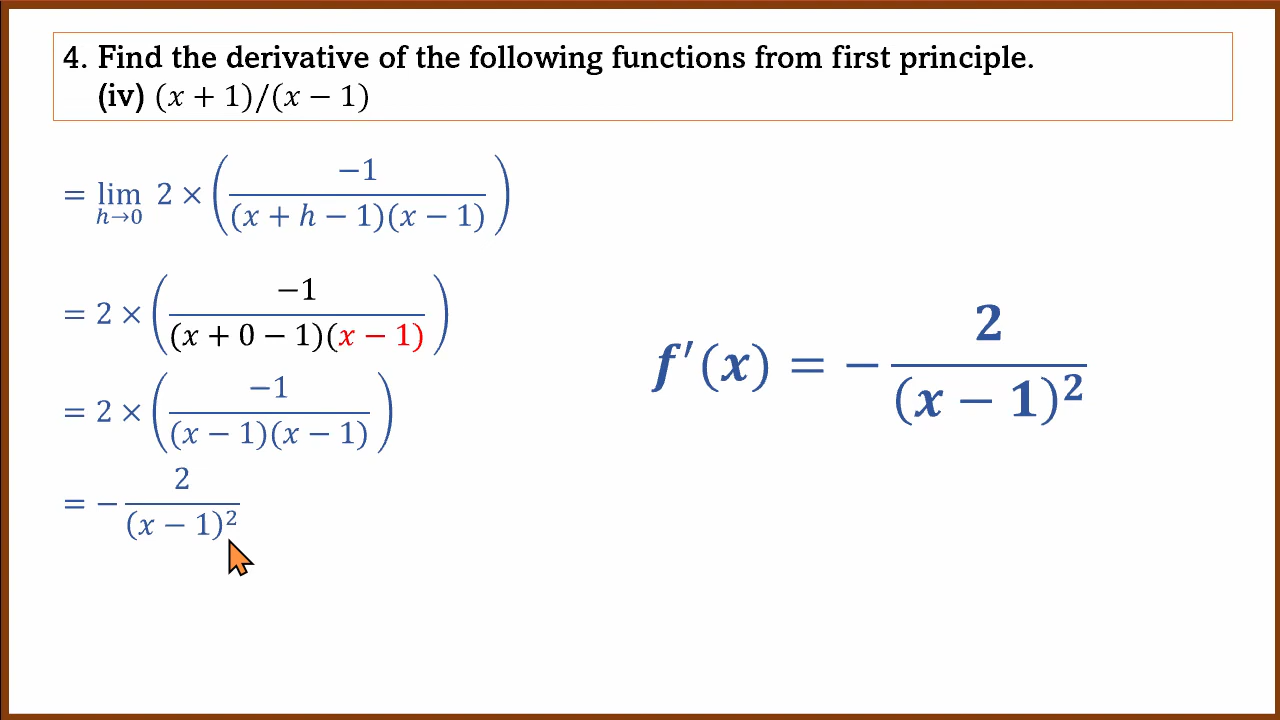 4. Find the derivative of the following functions from first principle.
(iv) (x + 1)/(x − 1)
= lim h→0 2 × ( −1 / (x + h − 1)(x − 1) )
= 2 × ( −1 / (x + 0 − 1)(x − 1) )
= 2 × ( −1 / (x − 1)(x − 1) )
= − 2 / (x − 1)²
f′(x) = − 2 / (x − 1)²